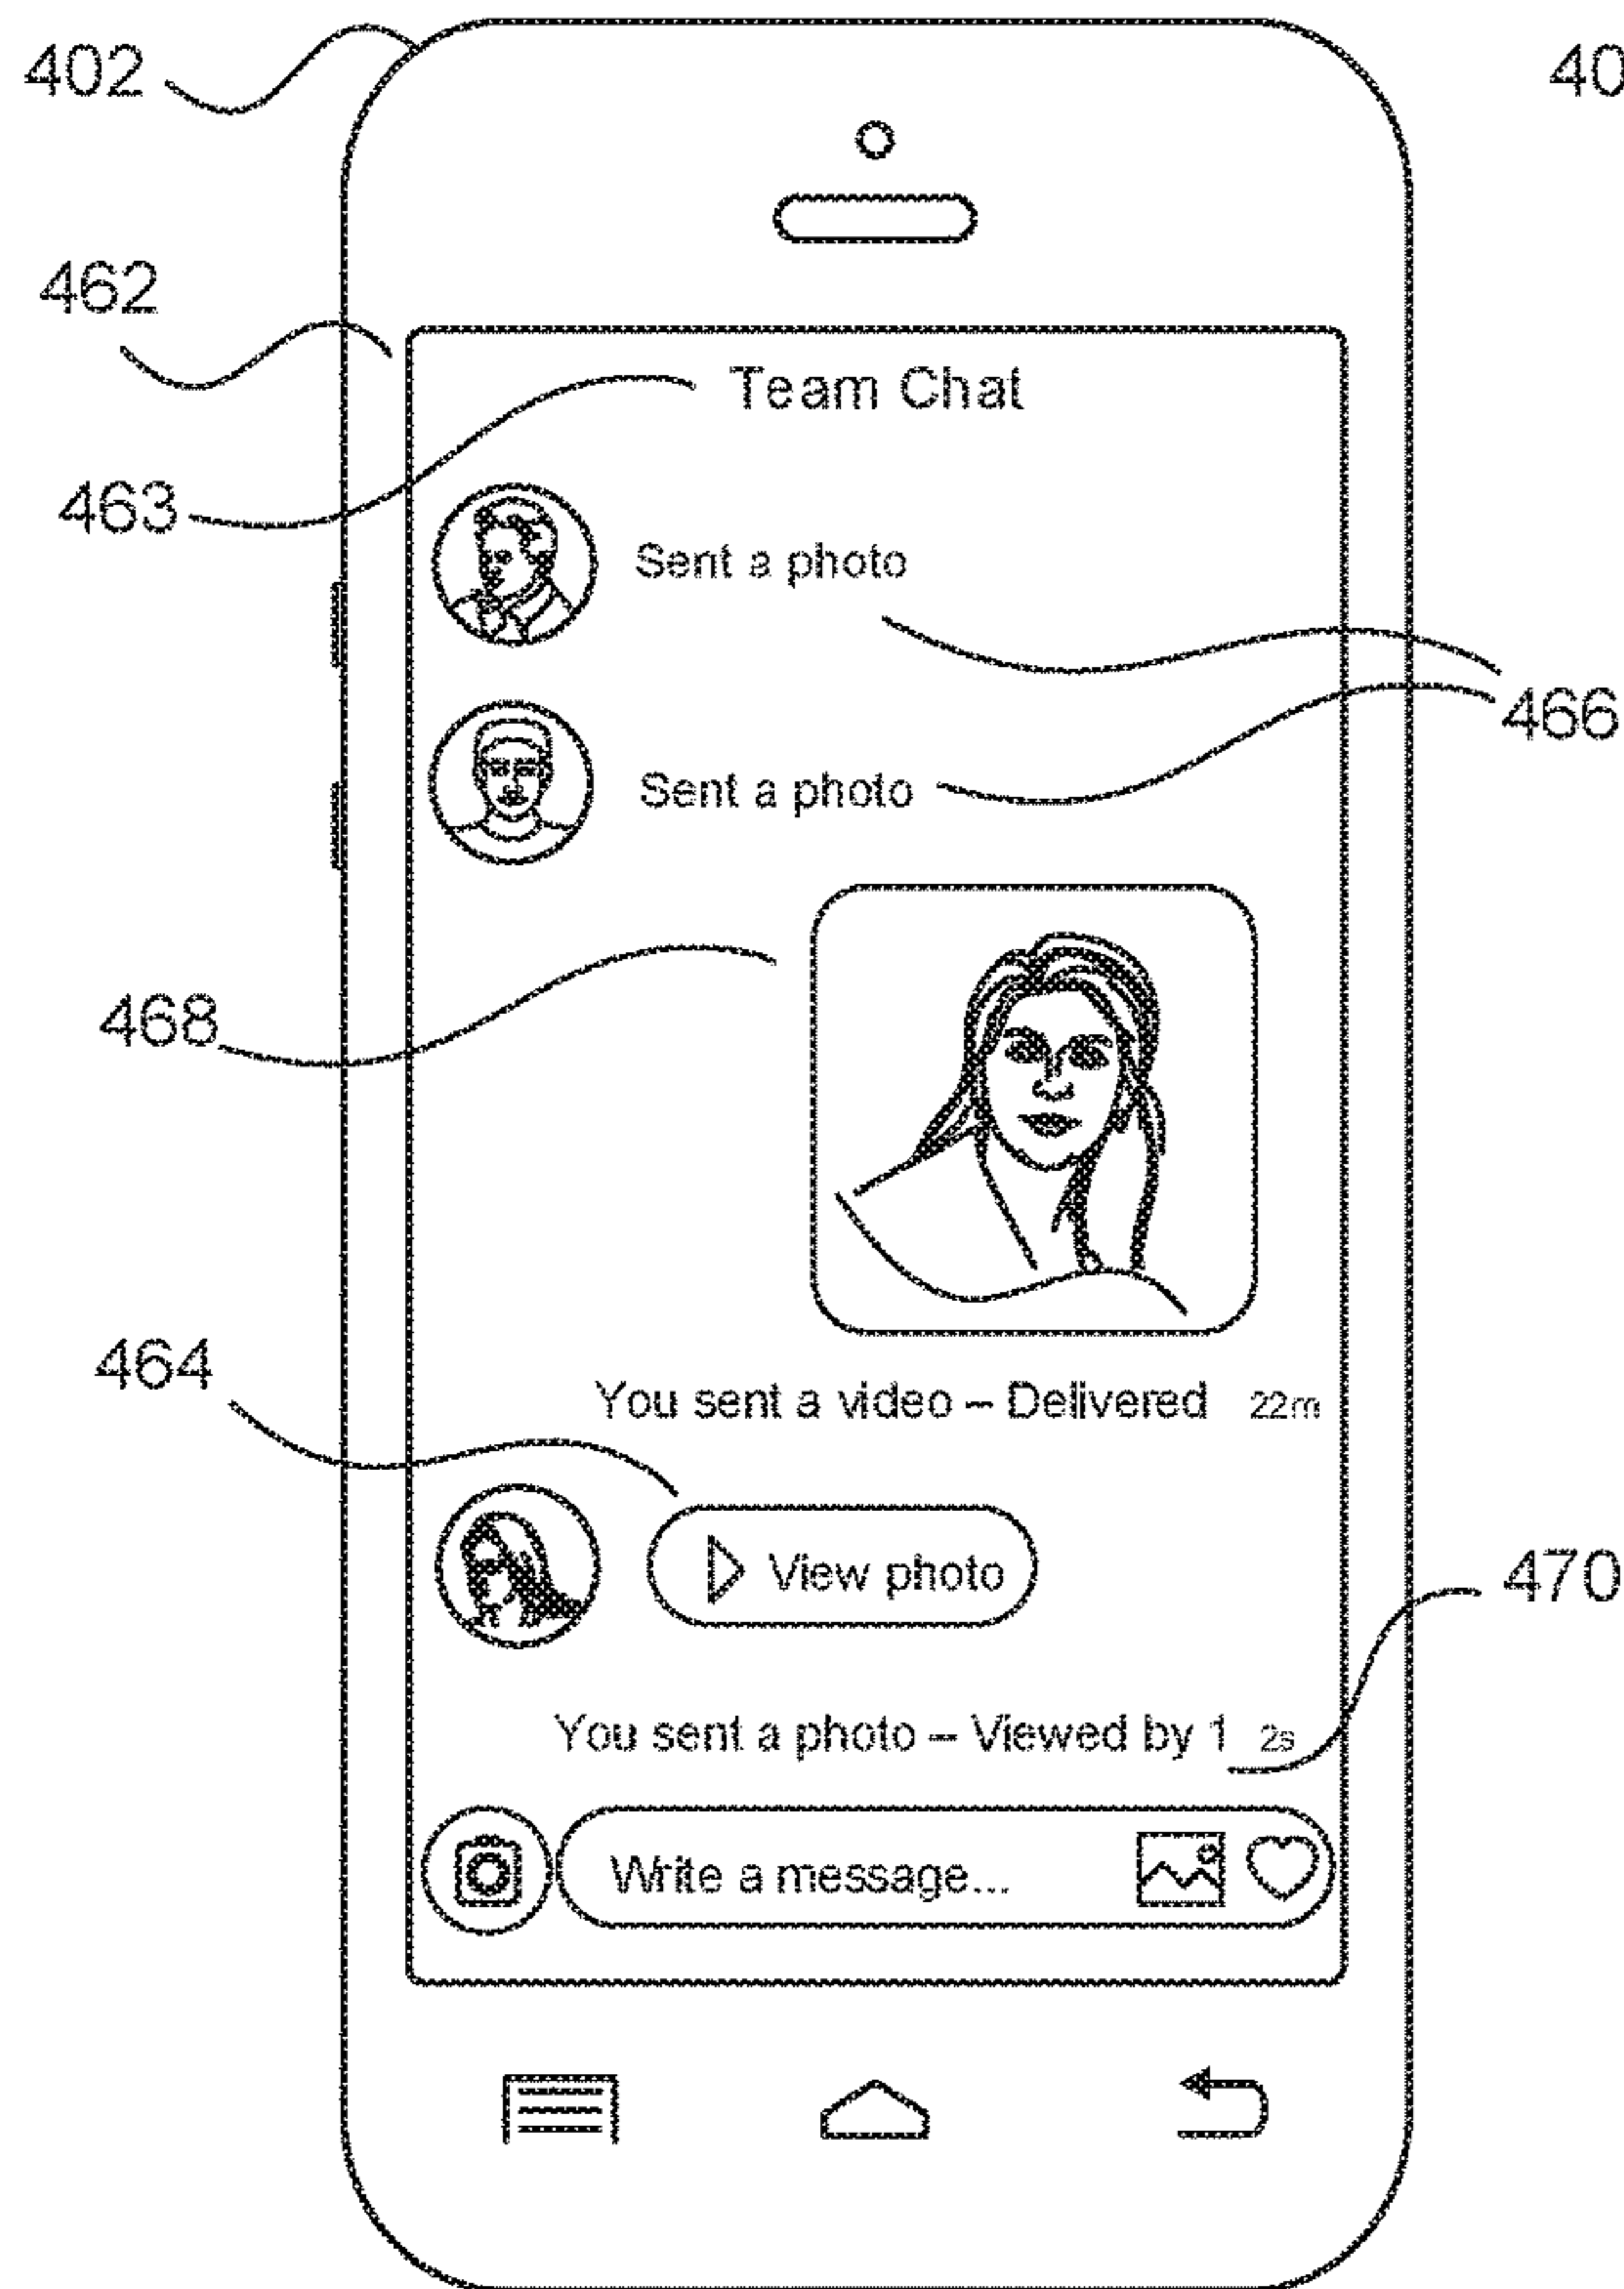 402
40
462
Team Chat
463
Sent a photo
466
Sent a photo
468
464
You sent a video – Delivered 22m
View photo
470
You sent a photo – Viewed by 1 2s
Write a message...